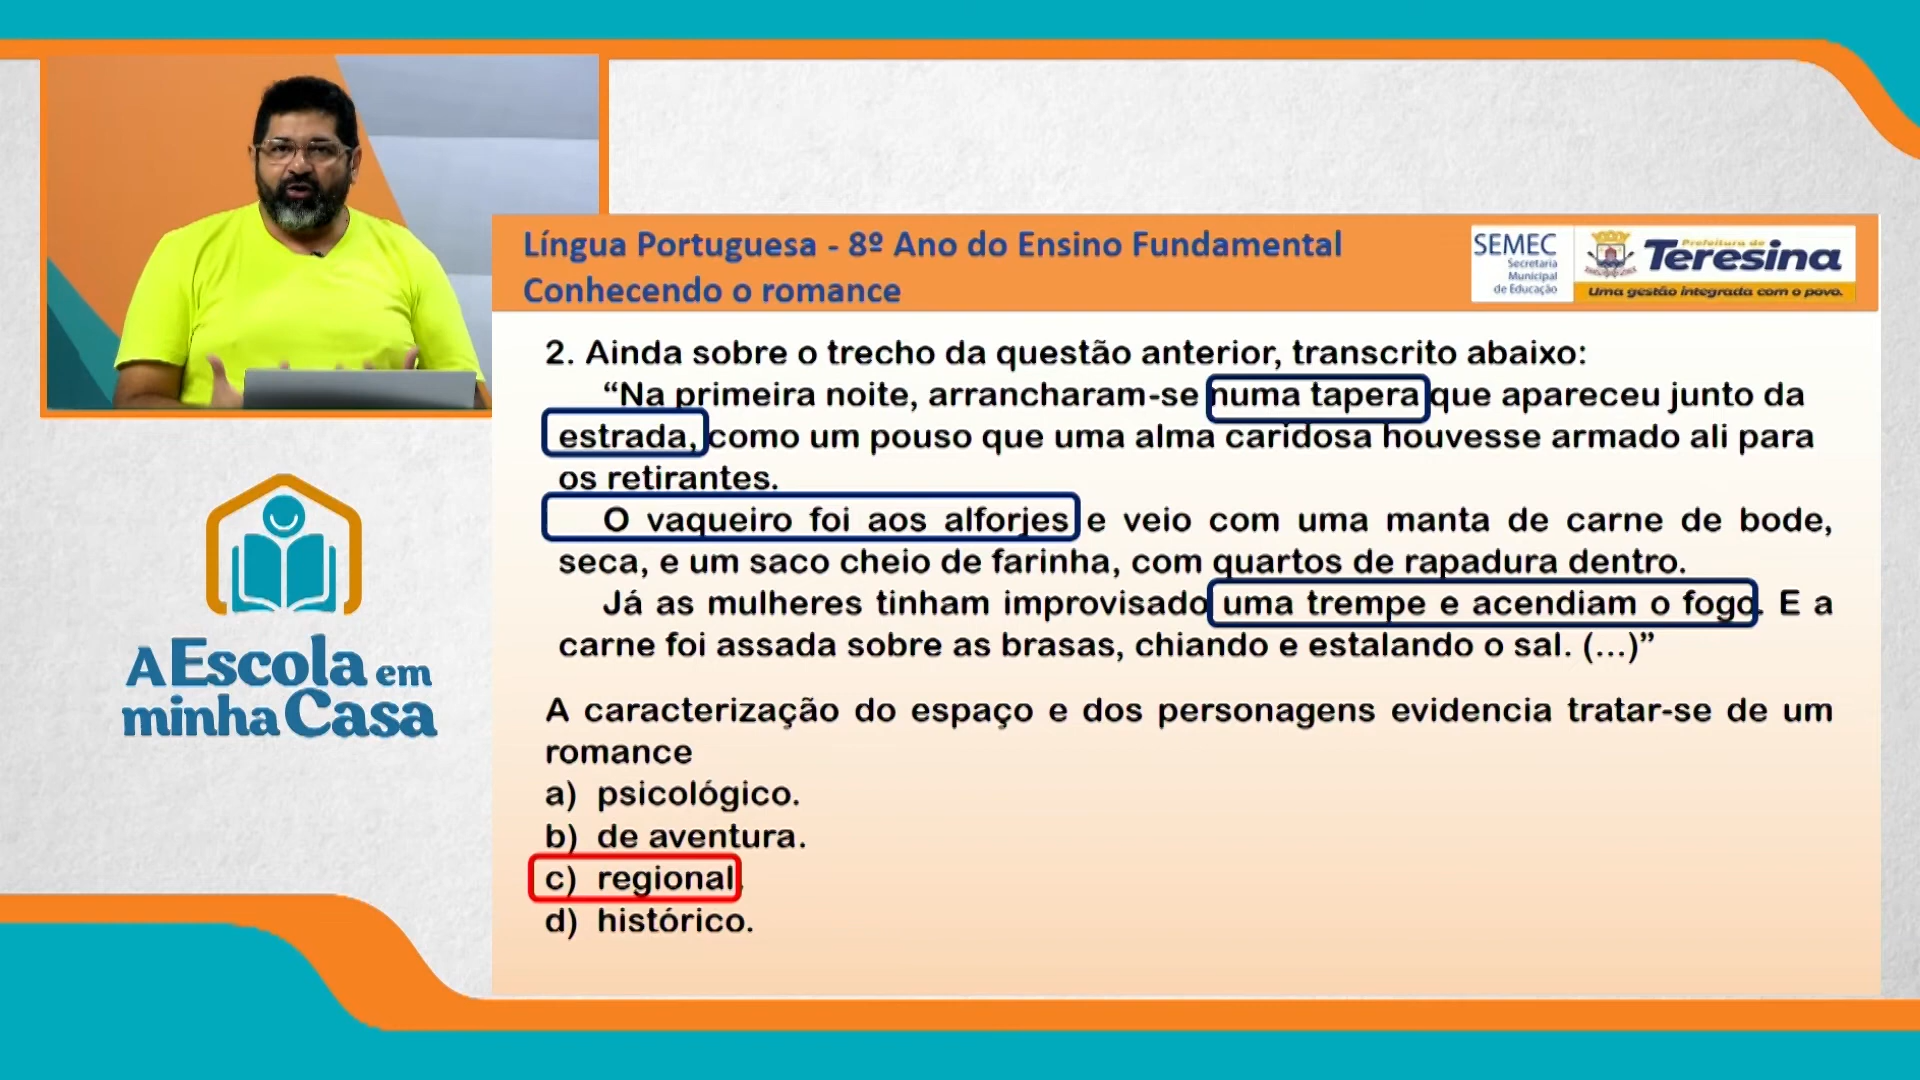 Língua Portuguesa - 8º Ano do Ensino Fundamental
Conhecendo o romance
SEMEC
Secretaria
Municipal
de Educação
Prefeitura de
Teresina
Uma gestão integrada com o povo.
2. Ainda sobre o trecho da questão anterior, transcrito abaixo:
“Na primeira noite, arrancharam-se numa tapera que apareceu junto da
estrada, como um pouso que uma alma caridosa houvesse armado ali para
os retirantes.
O vaqueiro foi aos alforjes e veio com uma manta de carne de bode,
seca, e um saco cheio de farinha, com quartos de rapadura dentro.
Já as mulheres tinham improvisado uma trempe e acendiam o fogo. E a
carne foi assada sobre as brasas, chiando e estalando o sal. (...)”
A caracterização do espaço e dos personagens evidencia tratar-se de um
romance
a) psicológico.
b) de aventura.
c) regional.
d) histórico.
A Escola em
minha Casa